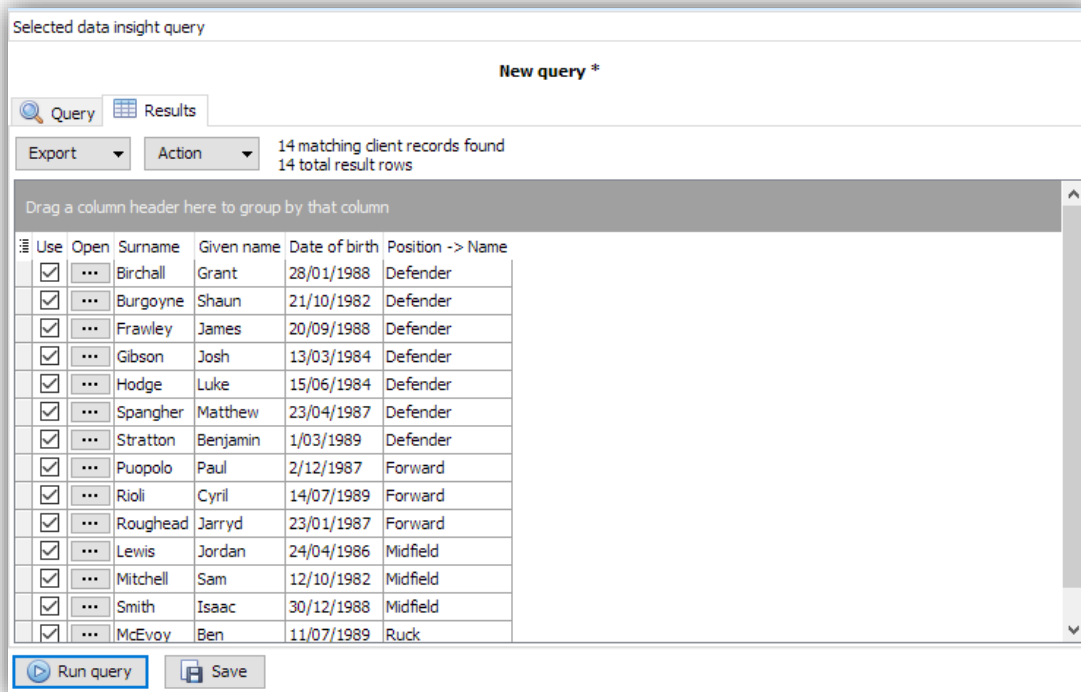 Selected data insight query
New query *
Query Results
Export Action 14 matching client records found
14 total result rows
Drag a column header here to group by that column
Use Open Surname Given name Date of birth Position -> Name
... Birchall Grant 28/01/1988 Defender
... Burgoyne Shaun 21/10/1982 Defender
... Frawley James 20/09/1988 Defender
... Gibson Josh 13/03/1984 Defender
... Hodge Luke 15/06/1984 Defender
... Spangher Matthew 23/04/1987 Defender
... Stratton Benjamin 1/03/1989 Defender
... Puopolo Paul 2/12/1987 Forward
... Rioli Cyril 14/07/1989 Forward
... Roughead Jarryd 23/01/1987 Forward
... Lewis Jordan 24/04/1986 Midfield
... Mitchell Sam 12/10/1982 Midfield
... Smith Isaac 30/12/1988 Midfield
... McEvoy Ben 11/07/1989 Ruck
Run query Save